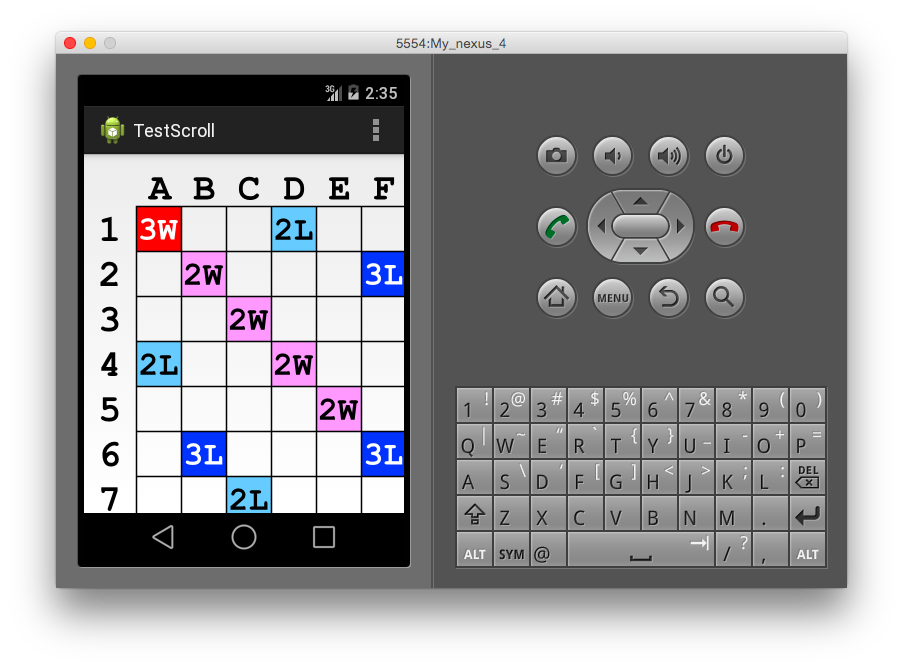 5554:My_nexus_4
3G 2:35
TestScroll
A B C D E F
1 3W 2L
2 2W 3L
3 2W
4 2L 2W
5 2W
6 3L 3L
7 2L
MENU
1 ! 2 @ 3 # 4 $ 5 % 6 ^ 7 & 8 * 9 ( 0 )
Q | W ~ E “ R ` T { Y } U _ I - O + P =
A S \ D ‘ F [ G ] H < J > K ; L : DEL
Z X C V B N M .
ALT SYM @ / ? , ALT